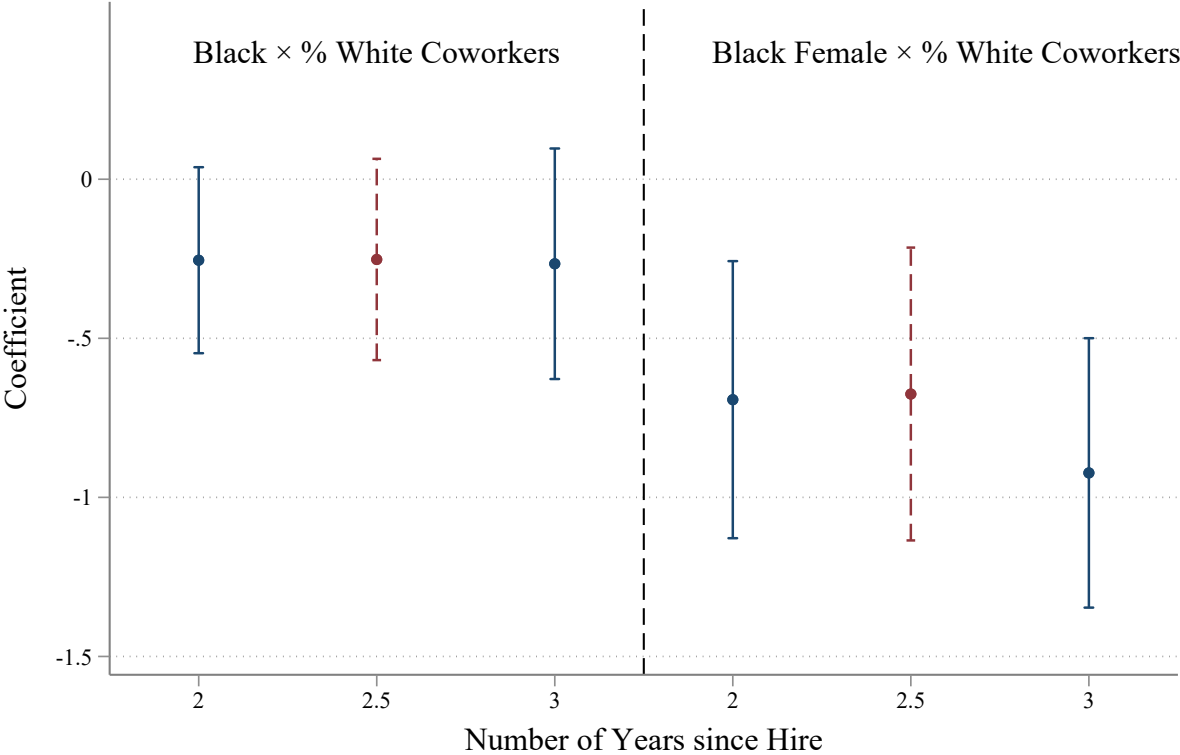 Black × % White Coworkers
Black Female × % White Coworkers
0
-.5
-1
-1.5
Coefficient
2
2.5
3
2
2.5
3
Number of Years since Hire